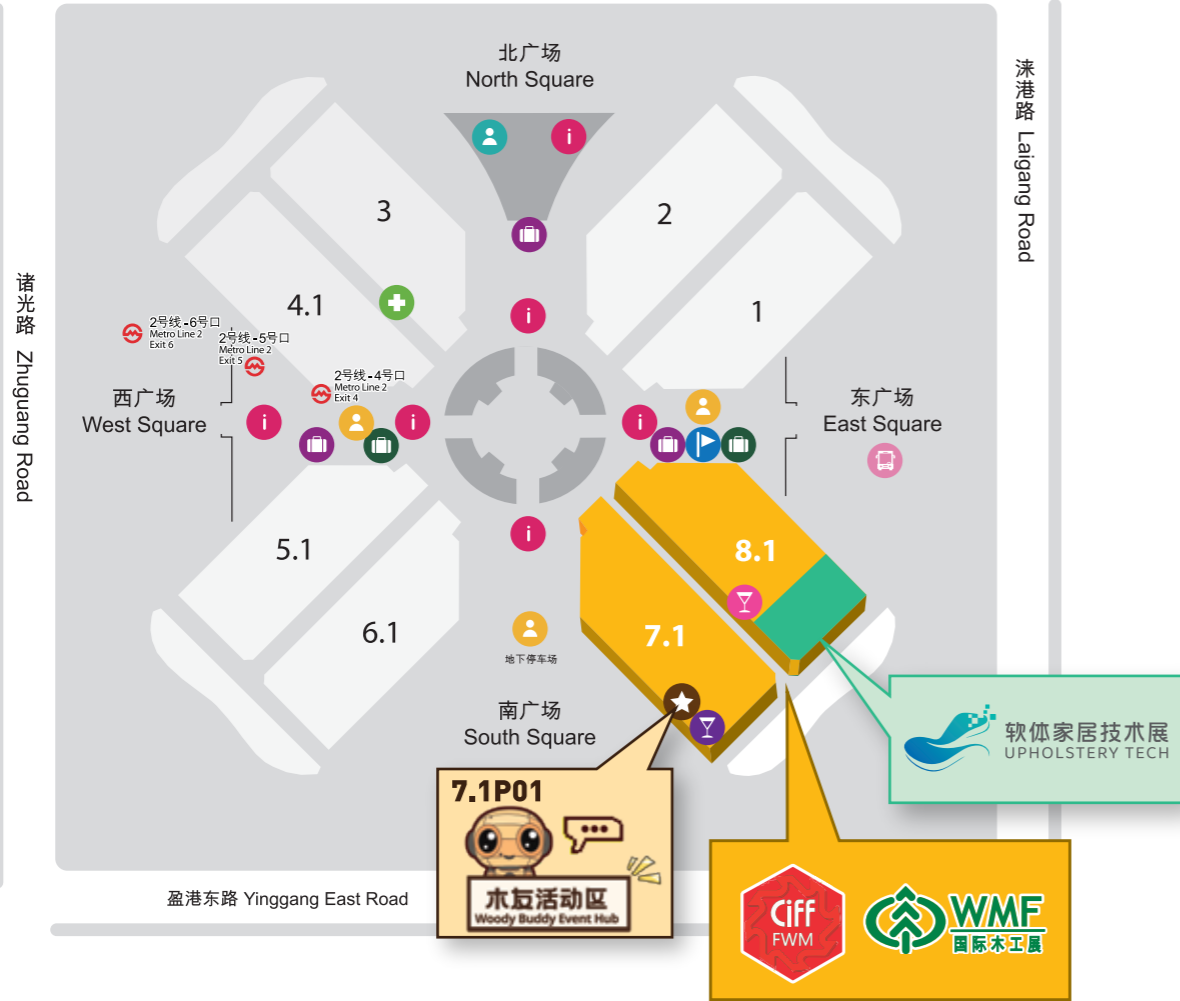 北广场
North Square
涞港路 Laigang Road
3
2
4.1
1
诸光路 Zhuguang Road
2号线-6号口
Metro Line 2
Exit 6
2号线-5号口
Metro Line 2
Exit 5
2号线-4号口
Metro Line 2
Exit 4
西广场
West Square
东广场
East Square
i
i
i
i
i
i
5.1
8.1
6.1
7.1
地下停车场
南广场
South Square
软体家居技术展
UPHOLSTERY TECH
7.1P01
木友活动区
Woody Buddy Event Hub
盈港东路 Yinggang East Road
CiFF
FWM
WMF
国际木工展